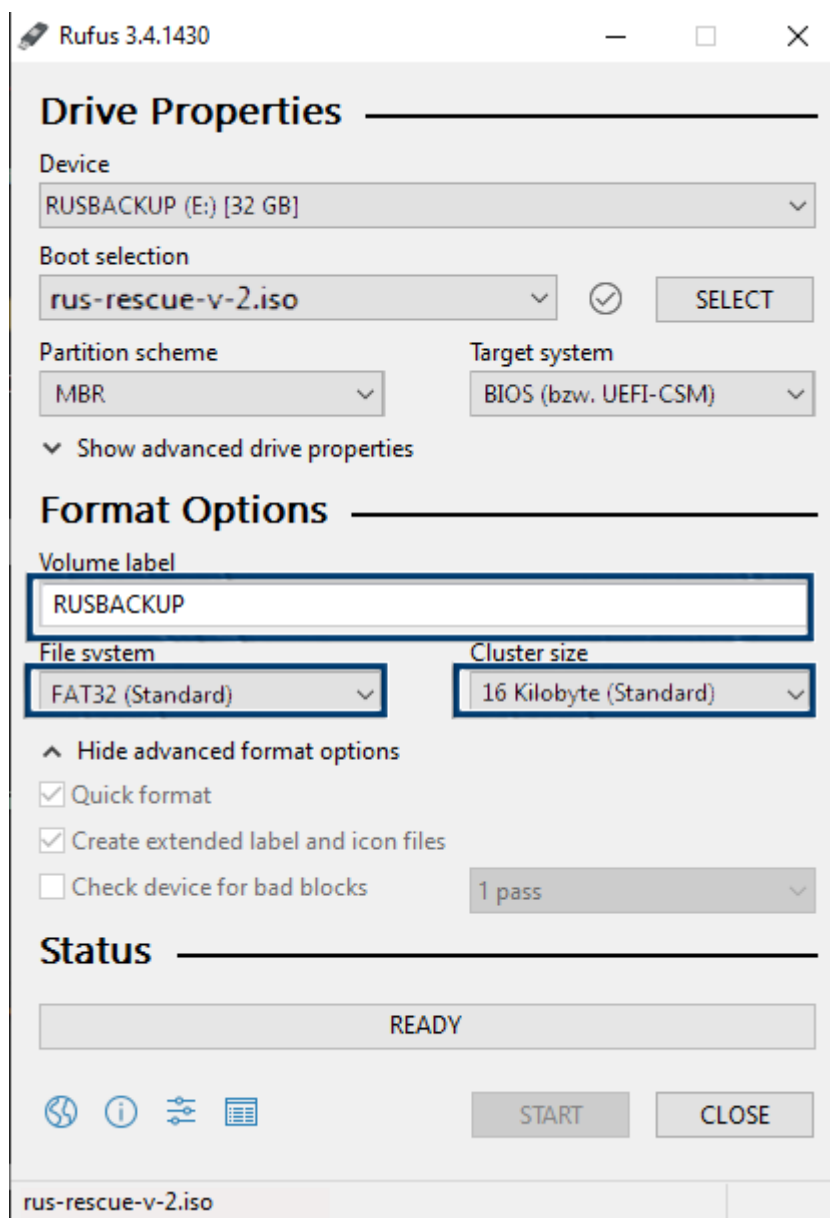 Rufus 3.4.1430
Drive Properties
Device
RUSBACKUP (E:) [32 GB]
Boot selection
rus-rescue-v-2.iso
SELECT
Partition scheme
Target system
MBR
BIOS (bzw. UEFI-CSM)
Show advanced drive properties
Format Options
Volume label
RUSBACKUP
File system
Cluster size
FAT32 (Standard)
16 Kilobyte (Standard)
Hide advanced format options
Quick format
Create extended label and icon files
Check device for bad blocks
1 pass
Status
READY
START
CLOSE
rus-rescue-v-2.iso